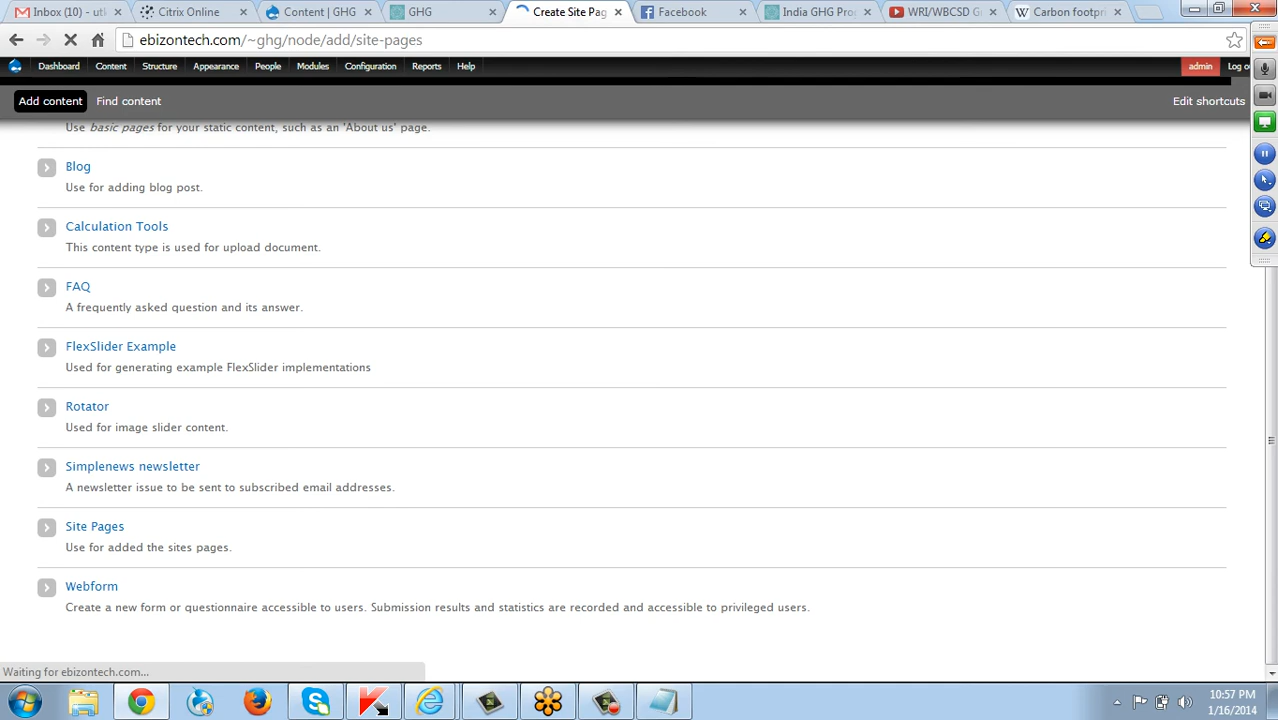 Inbox (10) - utl
Citrix Online
Content | GHG
GHG
Create Site Pag
Facebook
India GHG Pro
WRI/WBCSD G
Carbon footpri
ebizontech.com/~ghg/node/add/site-pages
Dashboard Content Structure Appearance People Modules Configuration Reports Help admin Log o
Add content Find content Edit shortcuts
Use basic pages for your static content, such as an 'About us' page.
Blog
Use for adding blog post.
Calculation Tools
This content type is used for upload document.
FAQ
A frequently asked question and its answer.
FlexSlider Example
Used for generating example FlexSlider implementations
Rotator
Used for image slider content.
Simplenews newsletter
A newsletter issue to be sent to subscribed email addresses.
Site Pages
Use for added the sites pages.
Webform
Create a new form or questionnaire accessible to users. Submission results and statistics are recorded and accessible to privileged users.
Waiting for ebizontech.com...
10:57 PM
1/16/2014